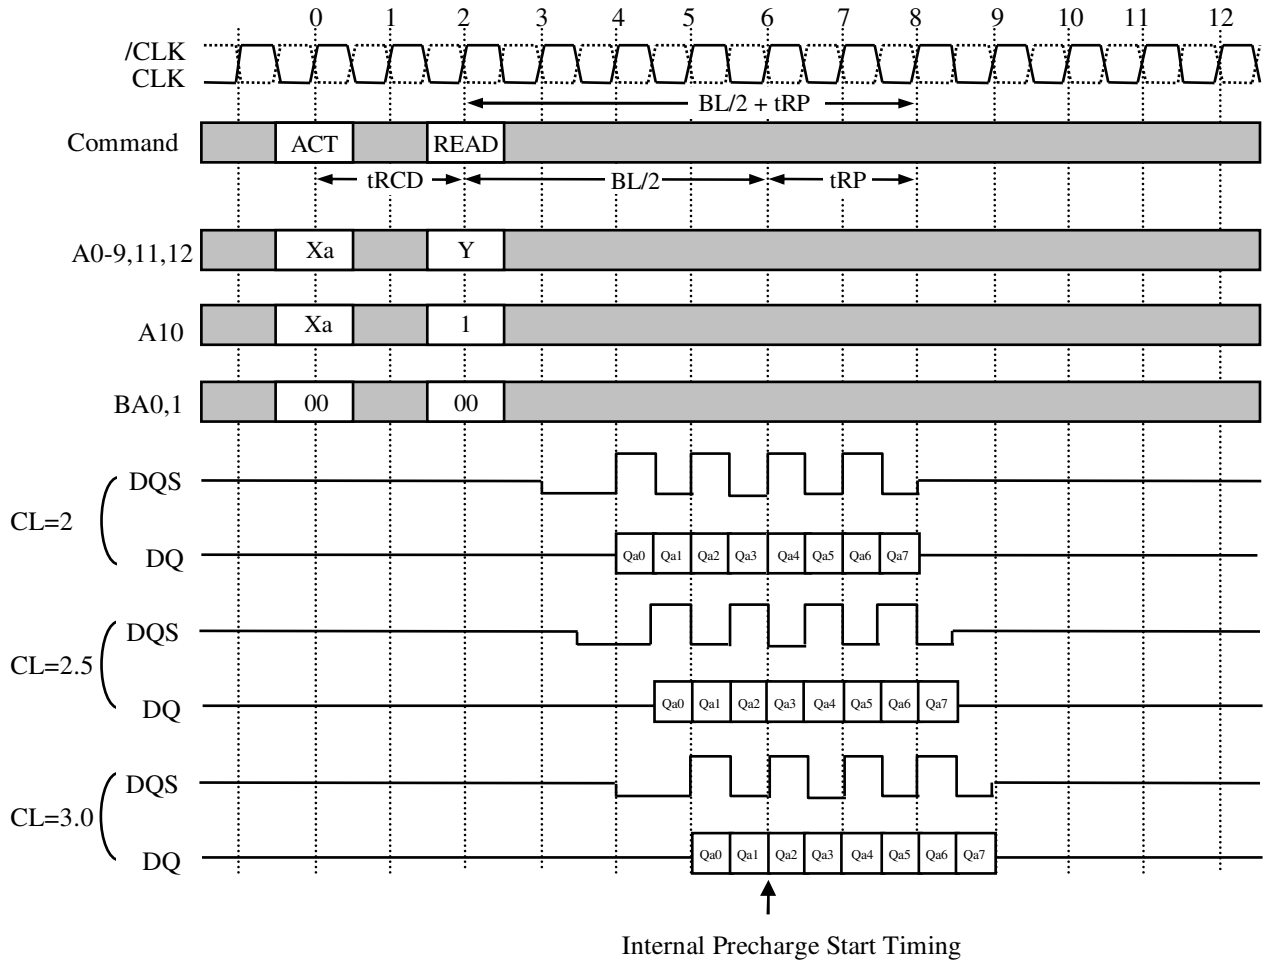 0 1 2 3 4 5 6 7 8 9 10 11 12
/CLK
CLK
BL/2 + tRP
Command ACT READ
tRCD BL/2 tRP
A0-9,11,12 Xa Y
A10 Xa 1
BA0,1 00 00
DQS
CL=2
DQ Qa0 Qa1 Qa2 Qa3 Qa4 Qa5 Qa6 Qa7
DQS
CL=2.5
DQ Qa0 Qa1 Qa2 Qa3 Qa4 Qa5 Qa6 Qa7
DQS
CL=3.0
DQ Qa0 Qa1 Qa2 Qa3 Qa4 Qa5 Qa6 Qa7
Internal Precharge Start Timing